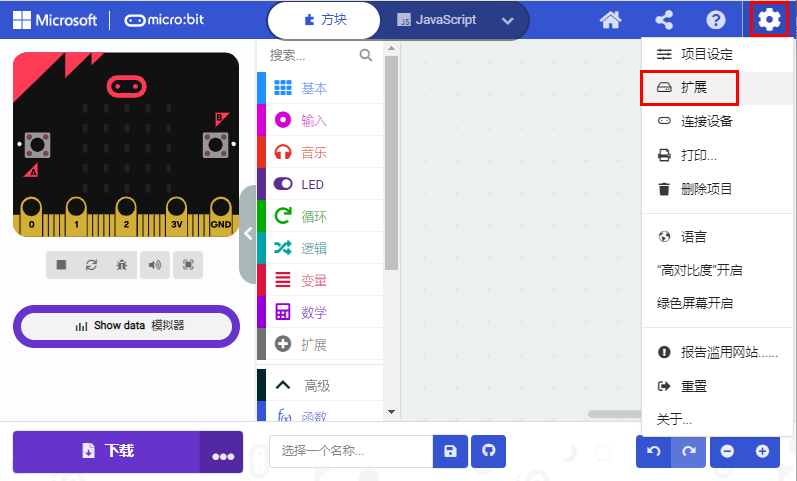 Microsoft micro:bit 方块 JavaScript
搜索...
基本
输入
音乐
LED
循环
逻辑
变量
数学
扩展
高级
函数
A
B
0 1 2 3V GND
Show data 模拟器
下载
选择一个名称...
项目设定
扩展
连接设备
打印...
删除项目
语言
“高对比度”开启
绿色屏幕开启
报告滥用网站......
重置
关于...